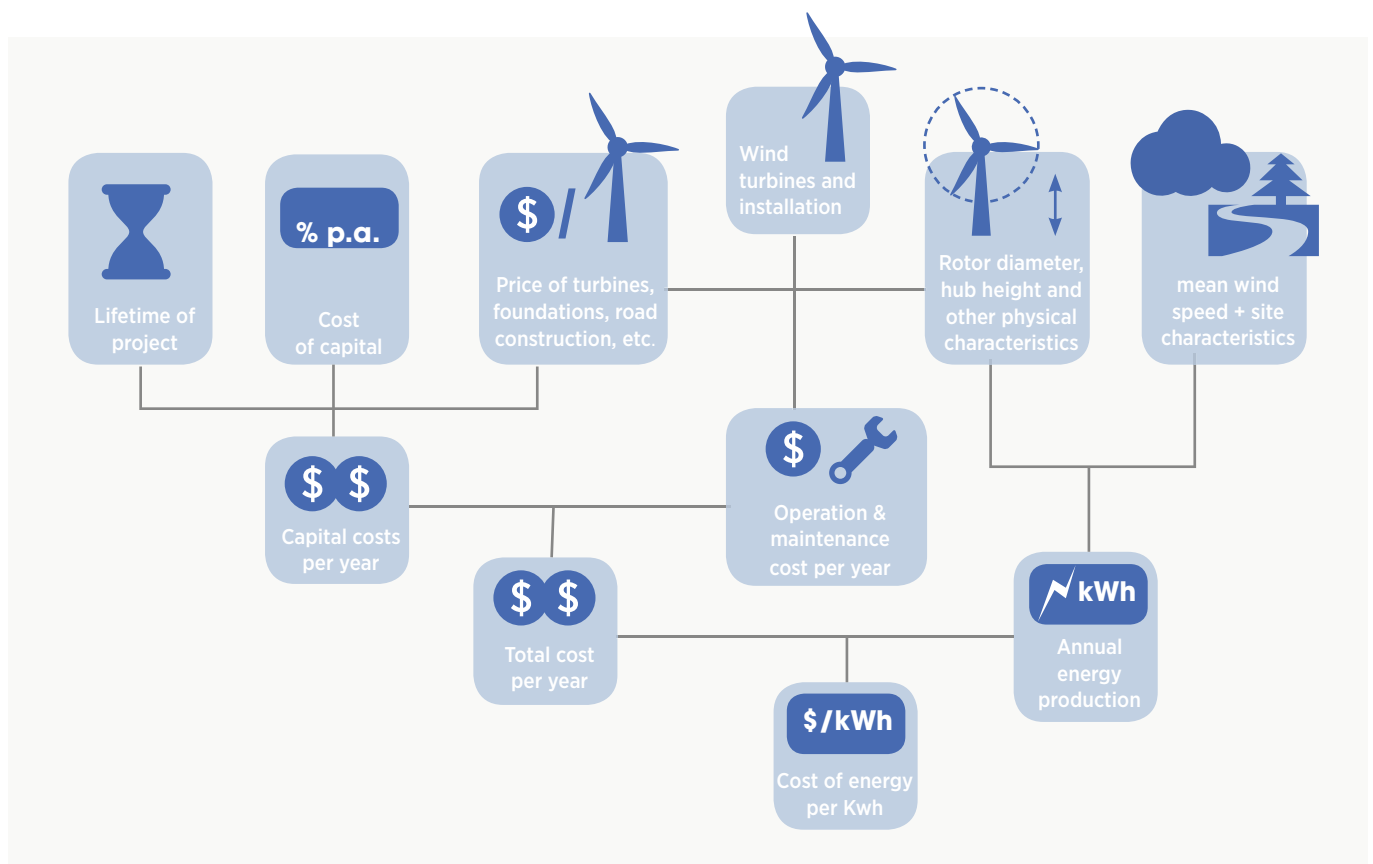 Wind
turbines and
installation
% p.a.
$/
$
Lifetime of
project
Cost
of capital
Price of turbines,
foundations, road
construction, etc.
Rotor diameter,
hub height and
other physical
characteristics
mean wind
speed + site
characteristics
$ $
Capital costs
per year
$
Operation &
maintenance
cost per year
$ $
Total cost
per year
kWh
Annual
energy
production
$/kWh
Cost of energy
per Kwh